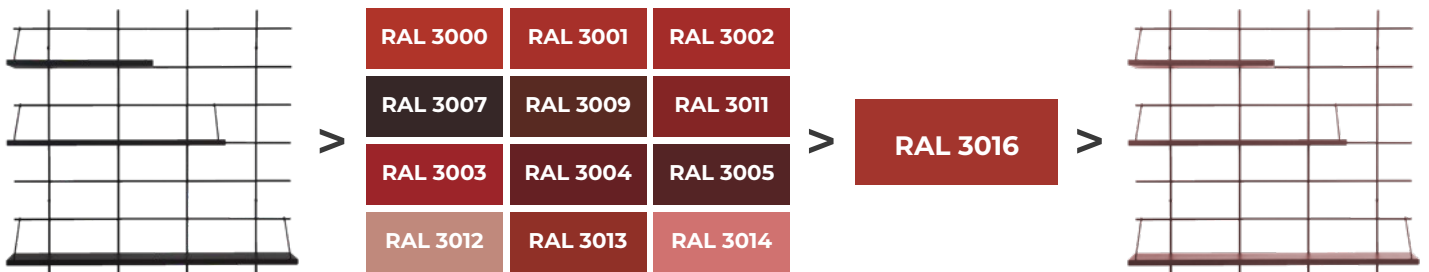 RAL 3000 RAL 3001 RAL 3002
RAL 3007 RAL 3009 RAL 3011
> > RAL 3016 >
RAL 3003 RAL 3004 RAL 3005
RAL 3012 RAL 3013 RAL 3014